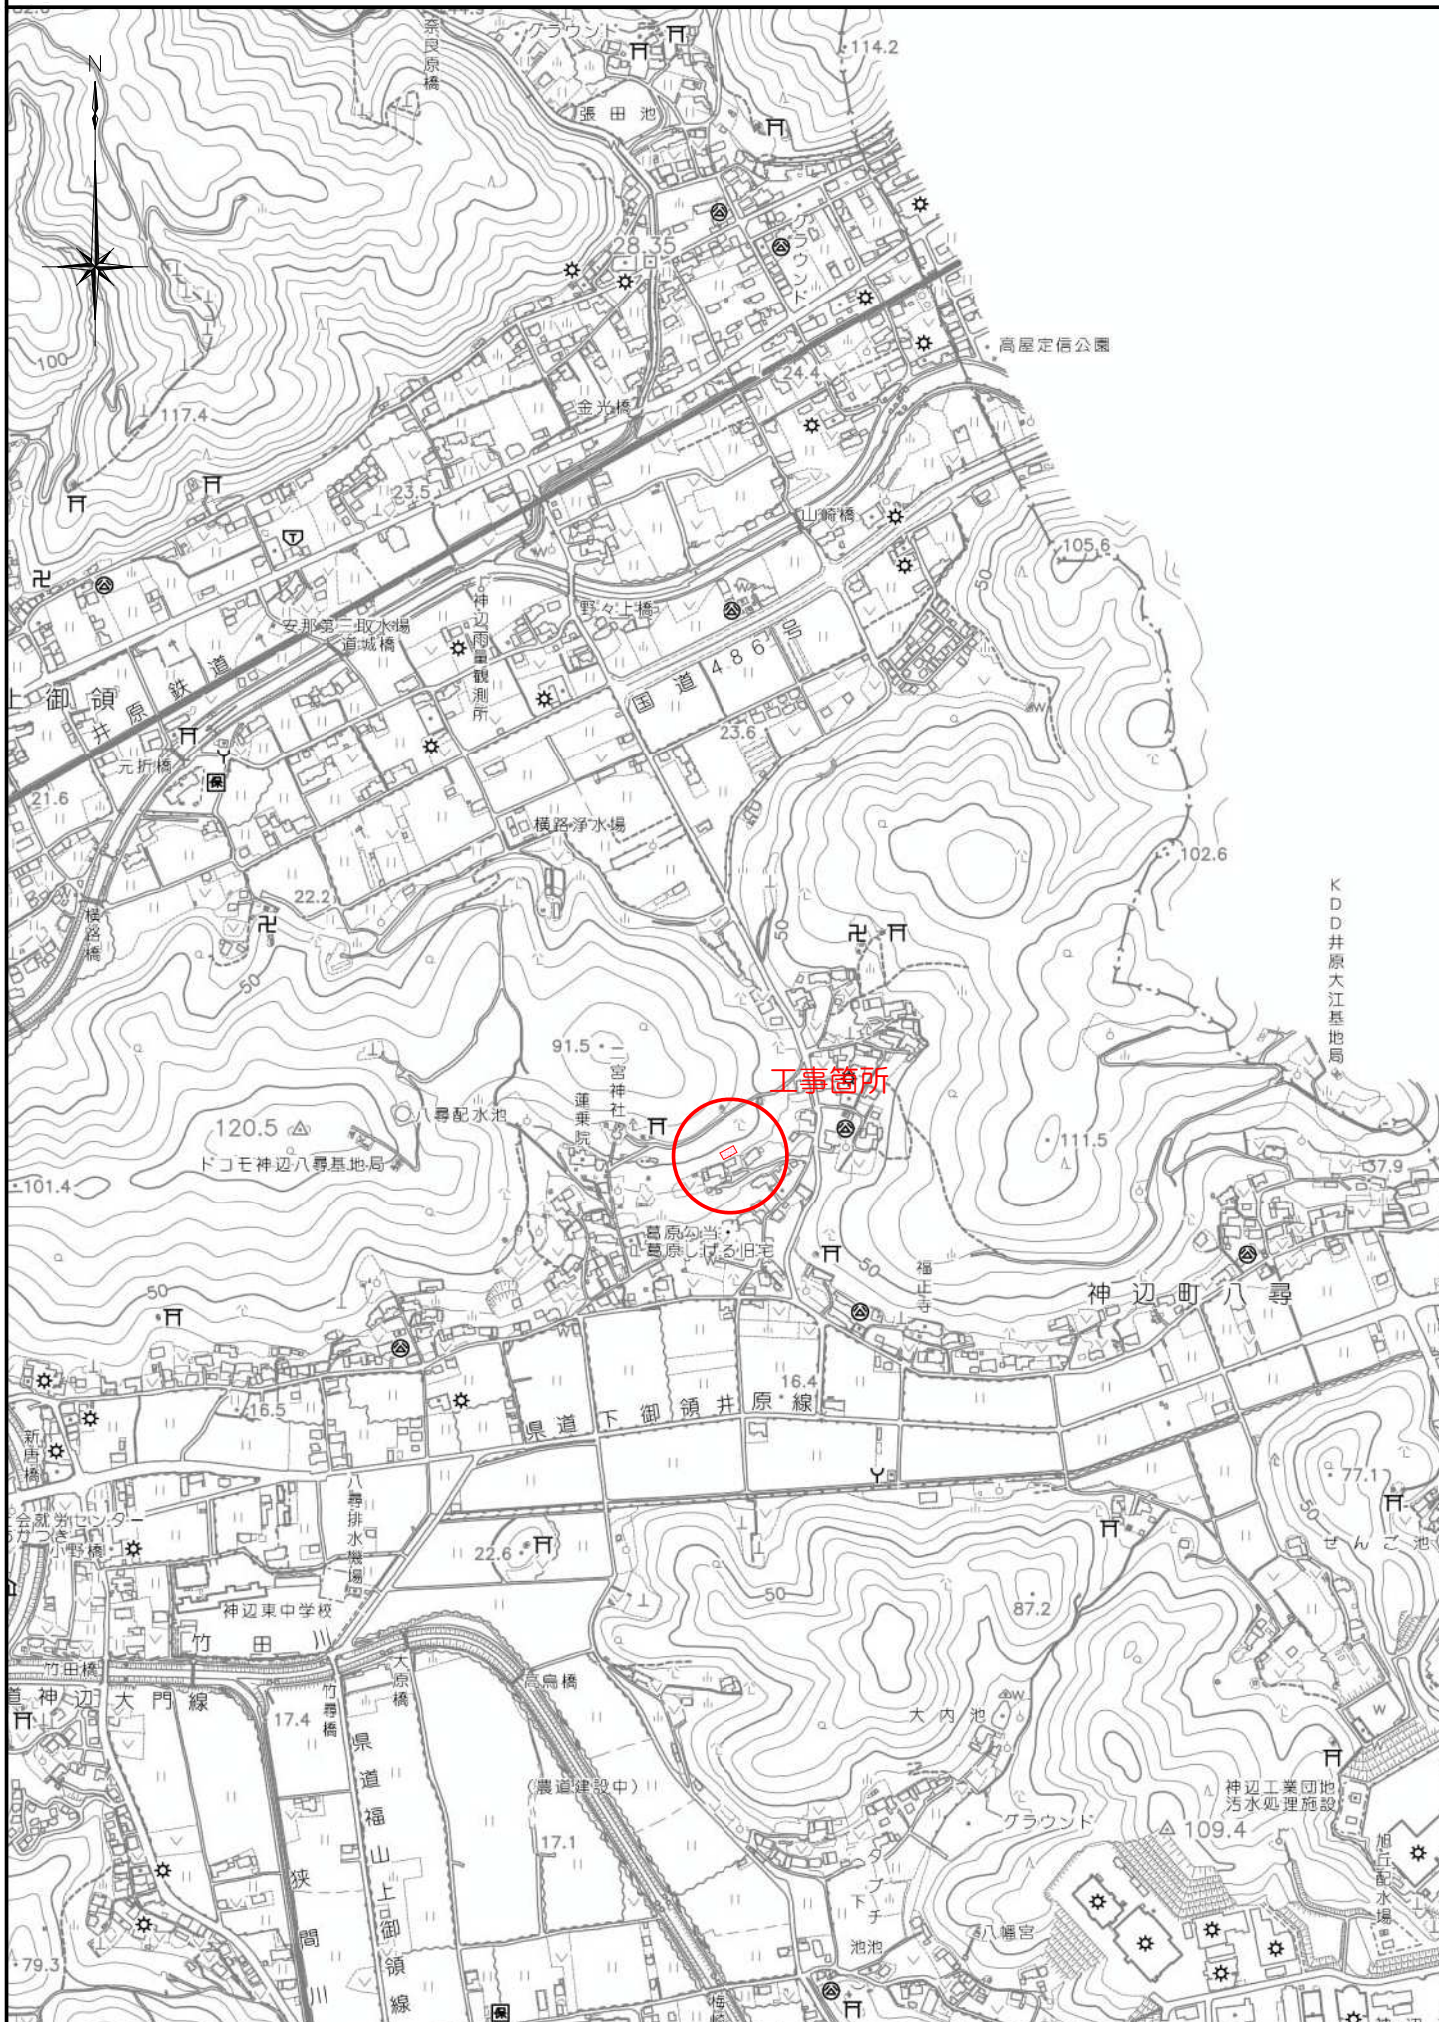 N
奈良原橋
グラウンド
114.2
張田池
グラウンド
28.35
高屋定信公園
100
24.4
金光橋
117.4
23.5
山崎橋
105.6
50
安那第三取水場
道城橋
神辺雨量観測所
野々上橋
国道486号
上御領
井原鉄道
23.6
元折橋
保
21.6
横路浄水場
102.6
22.2
横路橋
50
50
KDD井原大江基地局
91.5
二宮神社
蓮乗院
工事箇所
八尋配水池
120.5
ドコモ神辺八尋基地局
111.5
37.9
101.4
葛原勾当・
葛原しげる旧宅
50
福正寺
50
神辺町八尋
16.4
16.5
県道下御領井原線
新唐橋
77.1
50
八尋排水機場
会就労センター
小野橋
22.6
せんご池
神辺東中学校
50
87.2
竹田川
竹田橋
大原橋
高烏橋
道神辺大門線
竹尋橋
17.4
大内池
県道福山上御領線
(農道建設中)
神辺工業団地
汚水処理施設
グラウンド
109.4
17.1
旭丘配水場
狭間川
八幡宮
79.3
保